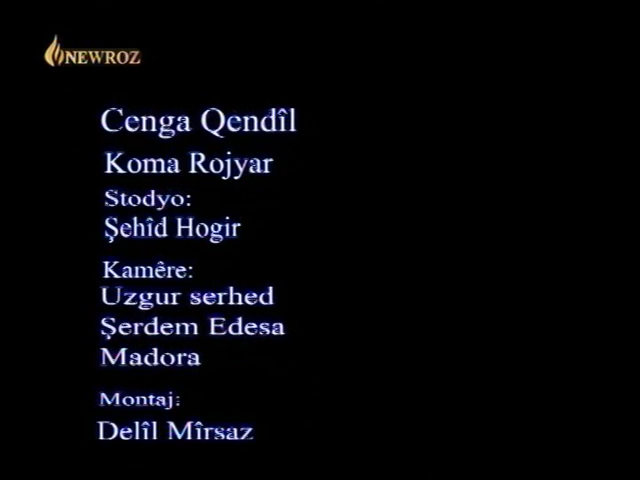 NEWROZ
Cenga Qendîl
Koma Rojyar
Stodyo:
Şehîd Hogir
Kamêre:
Uzgur serhed
Şerdem Edesa
Madora
Montaj:
Delîl Mîrsaz